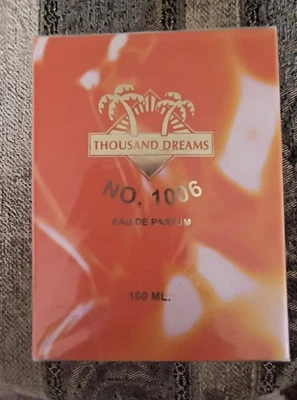 THOUSAND DREAMS
NO. 1006
EAU DE PARFUM
100 ML.